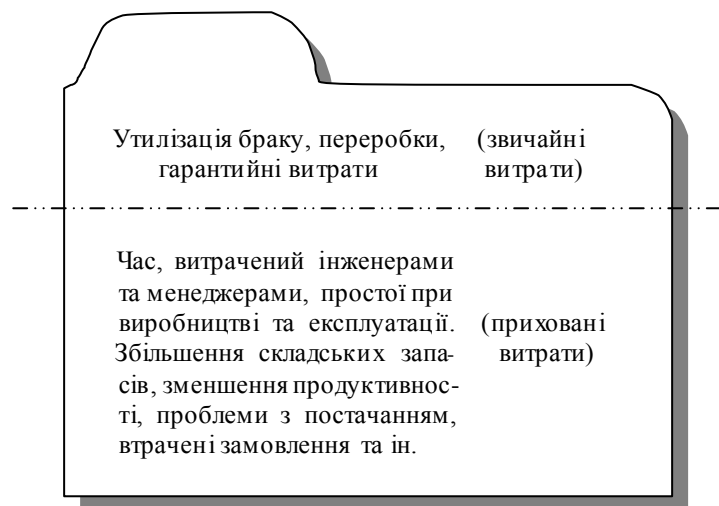 Утилізація браку, переробки, (звичайні
гарантийні витрати витрати)
Час, витрачений інженерами
та менеджерами, простої при
виробництві та експлуатації. (приховані
Збільшення складських запа- витрати)
сів, зменшення продуктивнос-
ті, проблеми з постачанням,
втрачені замовлення та ін.